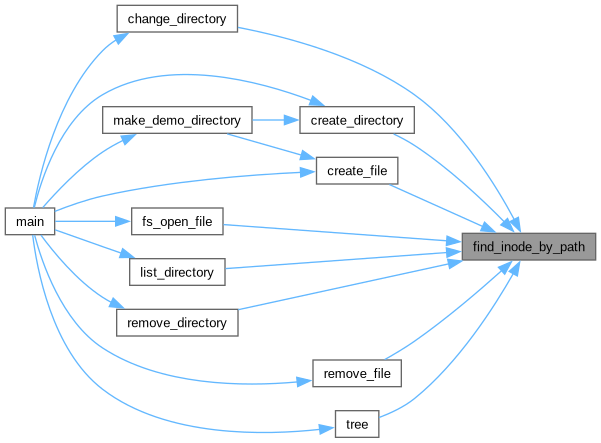 change_directory
make_demo_directory
create_directory
create_file
main
fs_open_file
find_inode_by_path
list_directory
remove_directory
remove_file
tree